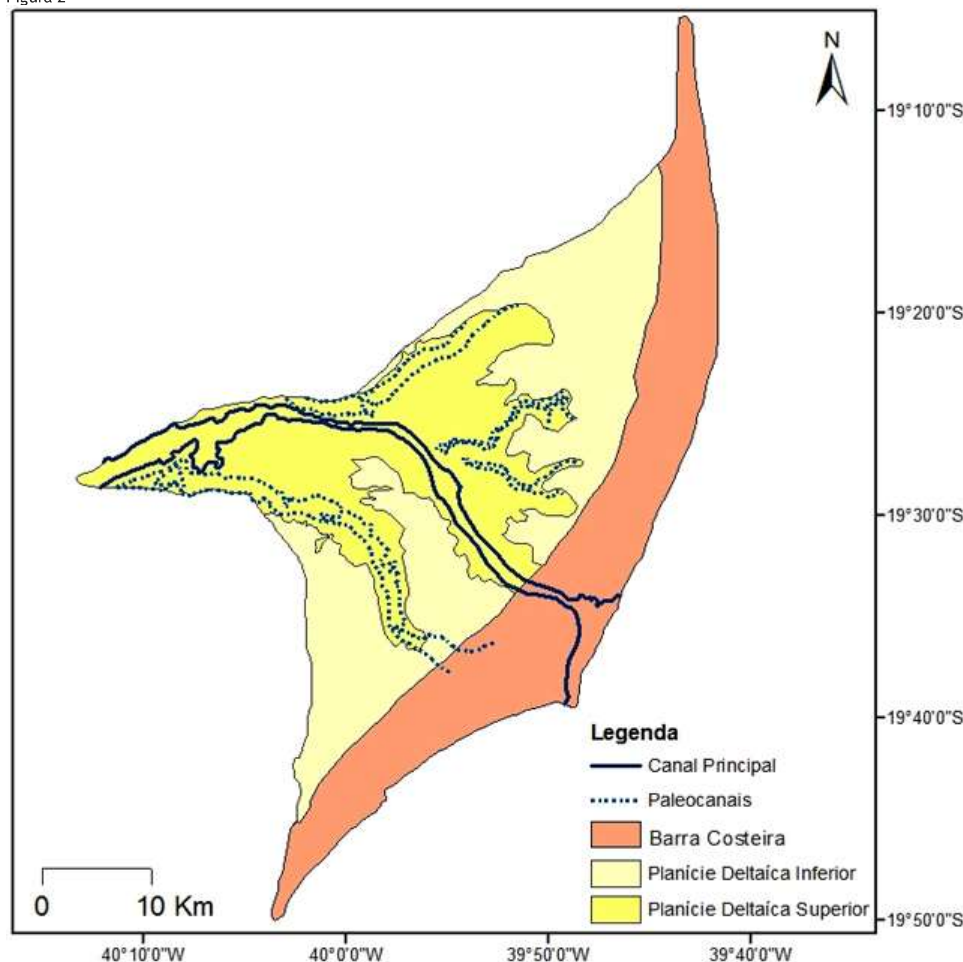 Figura 2
N
19°10'0"S
19°20'0"S
19°30'0"S
19°40'0"S
19°50'0"S
Legenda
Canal Principal
Paleocanais
Barra Costeira
Planície Deltaíca Inferior
Planície Deltaíca Superior
0 10 Km
40°10'0"W 40°0'0"W 39°50'0"W 39°40'0"W